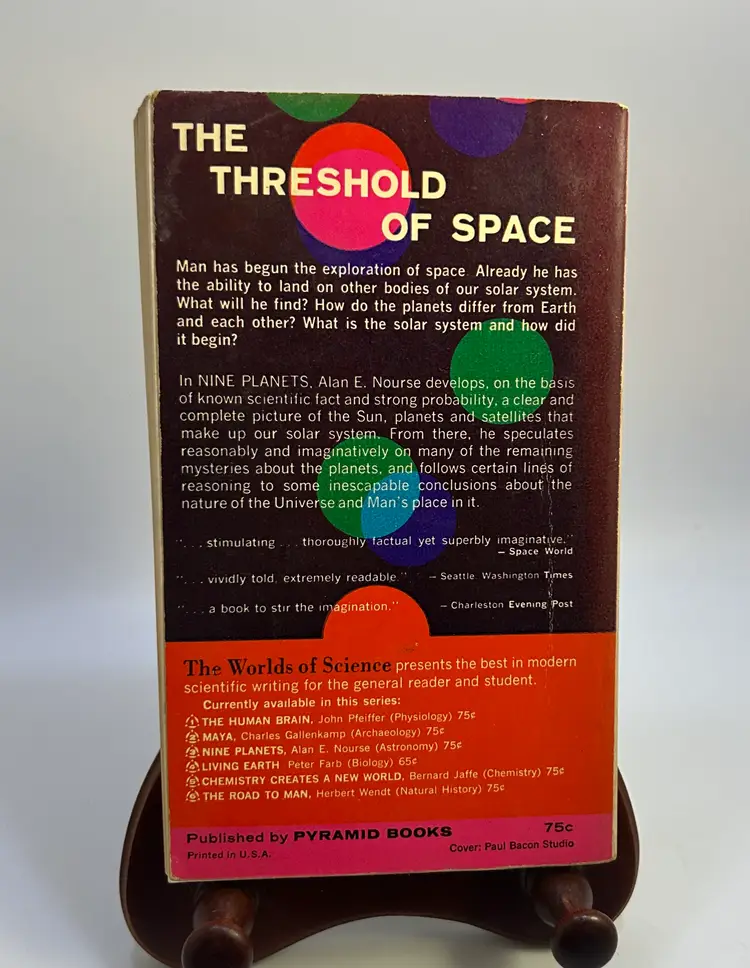 THE
THRESHOLD
OF SPACE
Man has begun the exploration of space. Already he has
the ability to land on other bodies of our solar system.
What will he find? How do the planets differ from Earth
and each other? What is the solar system and how did
it begin?
In NINE PLANETS, Alan E. Nourse develops, on the basis
of known scientific fact and strong probability, a clear and
complete picture of the Sun, planets and satellites that
make up our solar system. From there, he speculates
reasonably and imaginatively on many of the remaining
mysteries about the planets, and follows certain lines of
reasoning to some inescapable conclusions about the
nature of the Universe and Man's place in it.
"... stimulating ... thoroughly factual yet superbly imaginative."
— Space World
"... vividly told, extremely readable." — Seattle, Washington Times
"... a book to stir the imagination." — Charleston Evening Post
The Worlds of Science presents the best in modern
scientific writing for the general reader and student.
Currently available in this series:
1 THE HUMAN BRAIN, John Pfeiffer (Physiology) 75¢
2 MAYA, Charles Gallenkamp (Archaeology) 75¢
3 NINE PLANETS, Alan E. Nourse (Astronomy) 75¢
LIVING EARTH Peter Farb (Biology) 65¢
CHEMISTRY CREATES A NEW WORLD, Bernard Jaffe (Chemistry) 75¢
THE ROAD TO MAN, Herbert Wendt (Natural History) 75¢
Published by PYRAMID BOOKS 75c
Printed in U.S.A. Cover: Paul Bacon Studio